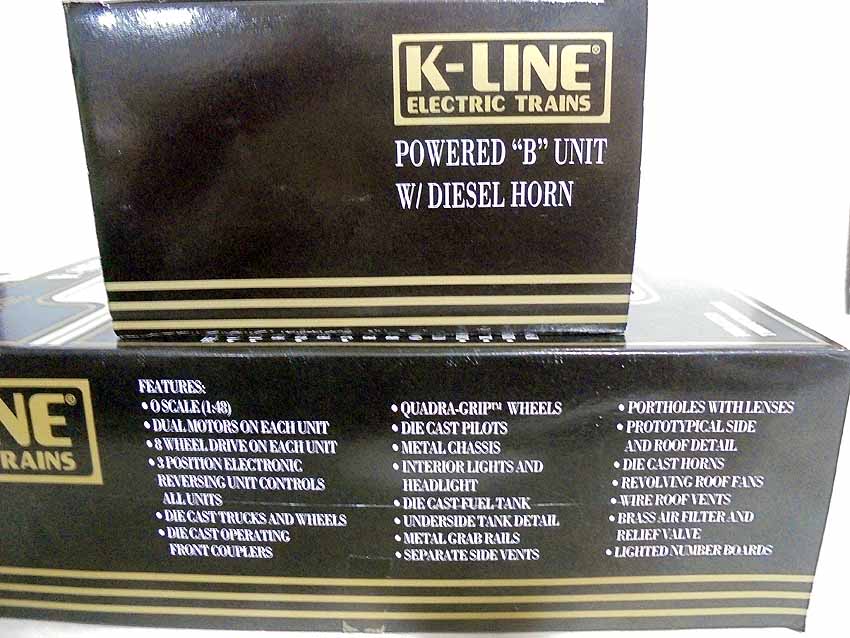 K-LINE®
ELECTRIC TRAINS
POWERED “B” UNIT
W/ DIESEL HORN
NE
RAINS
FEATURES:
• O SCALE (1:48)
• DUAL MOTORS ON EACH UNIT
• 8 WHEEL DRIVE ON EACH UNIT
• 3 POSITION ELECTRONIC
REVERSING UNIT CONTROLS
ALL UNITS
• DIE CAST TRUCKS AND WHEELS
• DIE CAST OPERATING
FRONT COUPLERS
• QUADRA-GRIP™ WHEELS
• DIE CAST PILOTS
• METAL CHASSIS
• INTERIOR LIGHTS AND
HEADLIGHT
• DIE CAST FUEL TANK
• UNDERSIDE TANK DETAIL
• METAL GRAB RAILS
• SEPARATE SIDE VENTS
• PORTHOLES WITH LENSES
• PROTOTYPICAL SIDE
AND ROOF DETAIL
• DIE CAST HORNS
• REVOLVING ROOF FANS
• WIRE ROOF VENTS
• BRASS AIR FILTER AND
RELIEF VALVE
• LIGHTED NUMBER BOARDS